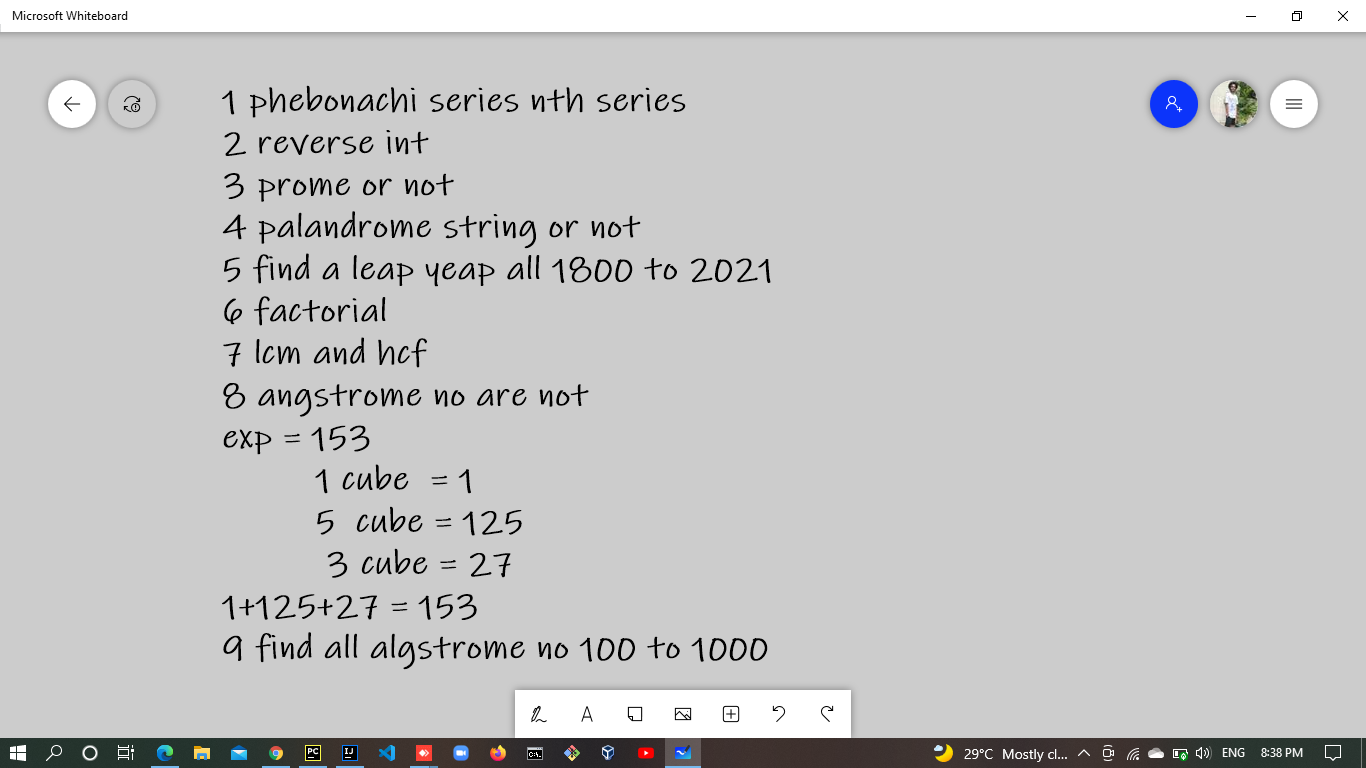 Microsoft Whiteboard
1 phebonachi series nth series
2 reverse int
3 prome or not
4 palandrome string or not
5 find a leap yeap all 1800 to 2021
6 factorial
7 lcm and hcf
8 angstrome no are not
exp = 153
1 cube = 1
5 cube = 125
3 cube = 27
1+125+27 = 153
9 find all algstrome no 100 to 1000
29°C Mostly cl... ENG 8:38 PM